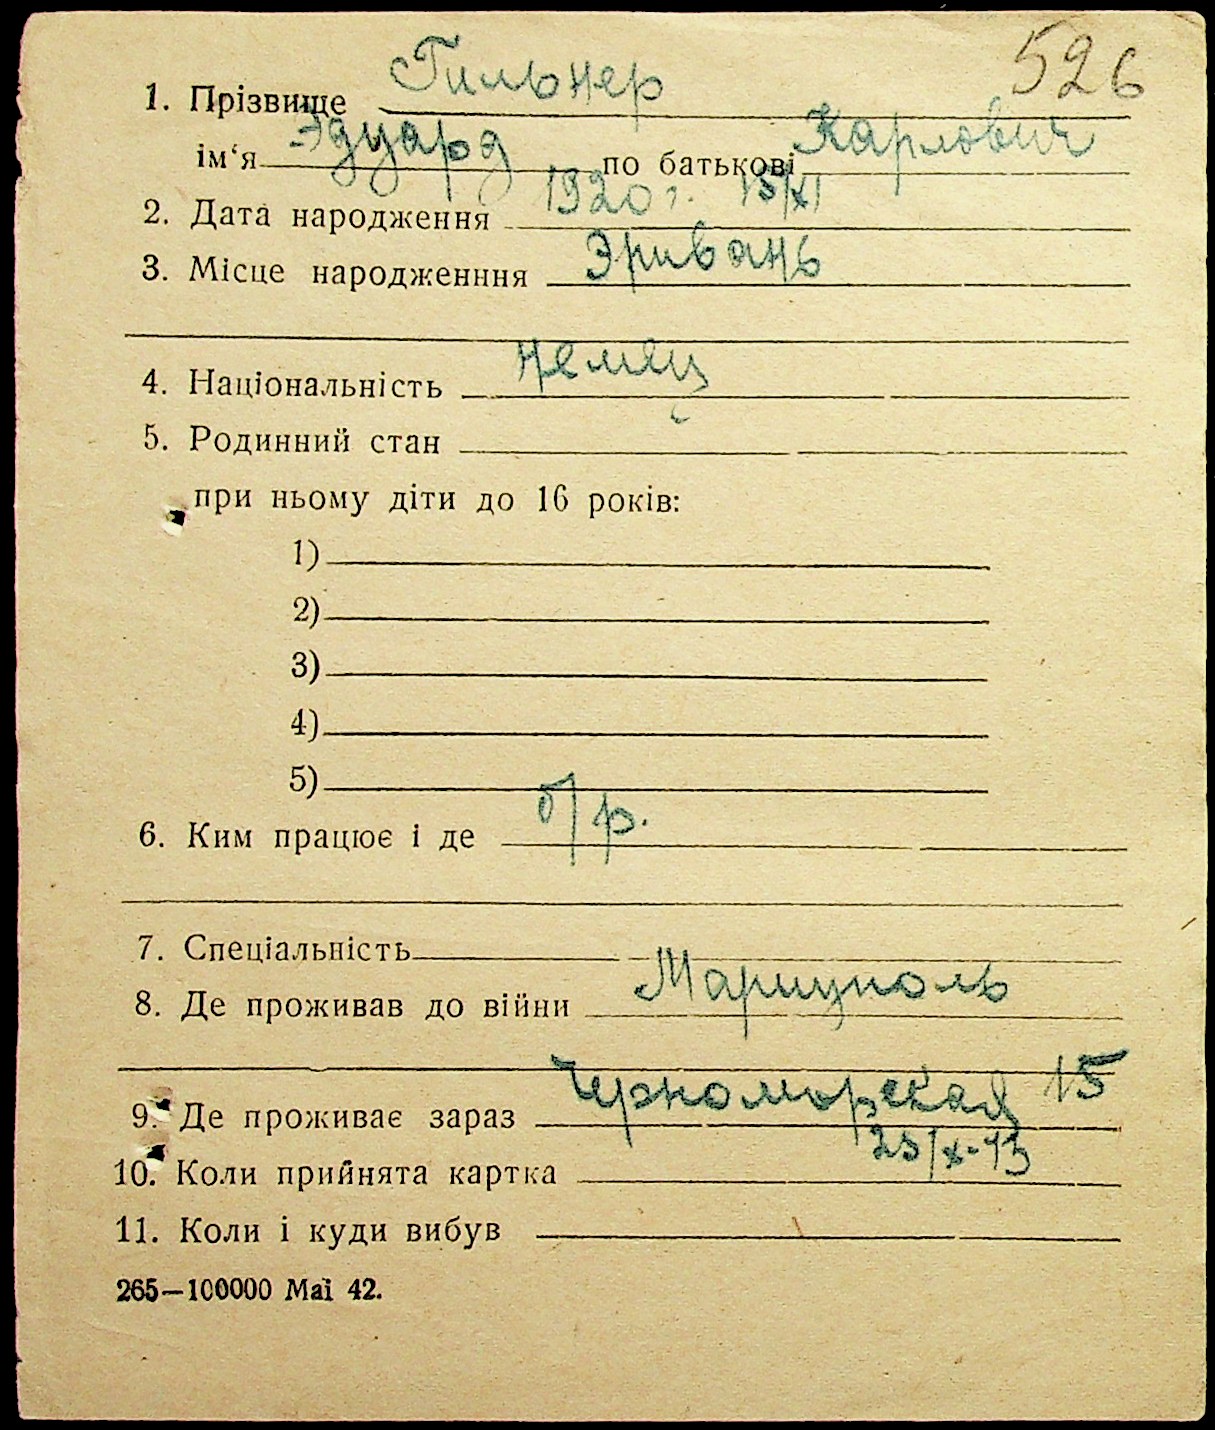 526
1. Прізвище Гильнер
ім‘я Эдуард по батькові Карлович
2. Дата народження 1920 г. 15/XI
3. Місце народженння Эривань
4. Національність немец
5. Родинний стан
при ньому діти до 16 років:
1)
2)
3)
4)
5)
6. Ким працює і де б/р.
7. Спеціальність
8. Де проживав до війни Мариуполь
9. Де проживає зараз Черноморская 15
10. Коли прийнята картка
11. Коли і куди вибув
265—100000 Маї 42.